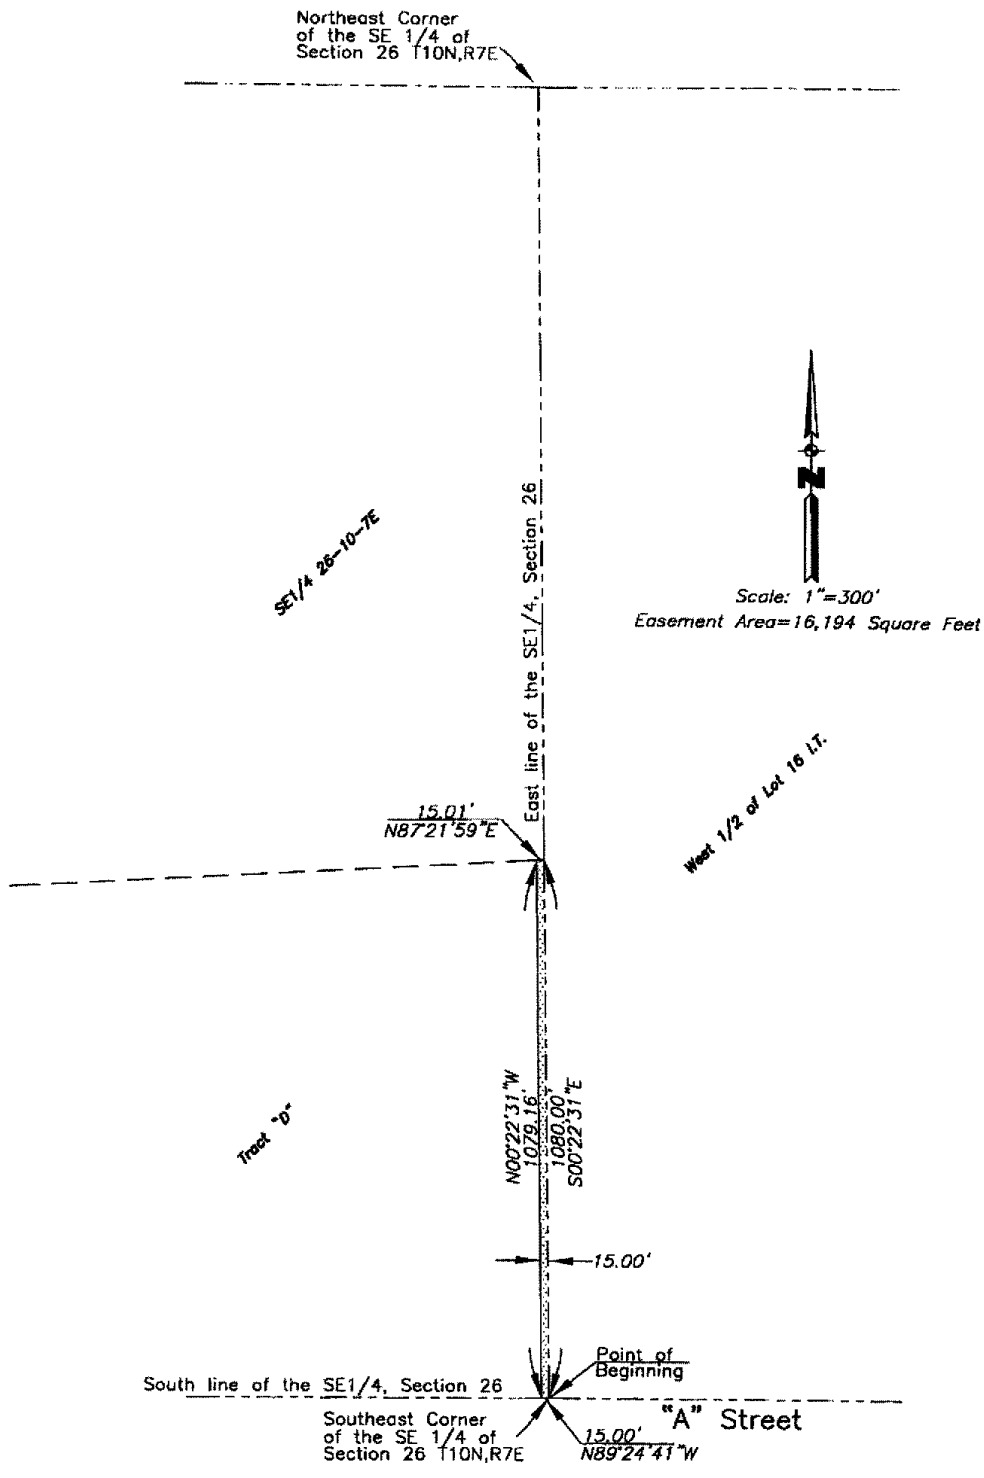 Northeast Corner
of the SE 1/4 of
Section 26 T10N,R7E
East line of the SE1/4, Section 26
SE1/4 26-10-7E
N
Scale: 1"=300'
Easement Area=16,194 Square Feet
West 1/2 of Lot 16 I.T.
15.01'
N87°21'59"E
Tract "D"
N00°22'31"W
1079.16'
1080.00'
S00°22'31"E
15.00'
Point of
Beginning
South line of the SE1/4, Section 26
"A" Street
Southeast Corner
of the SE 1/4 of
Section 26 T10N,R7E
15.00'
N89°24'41"W